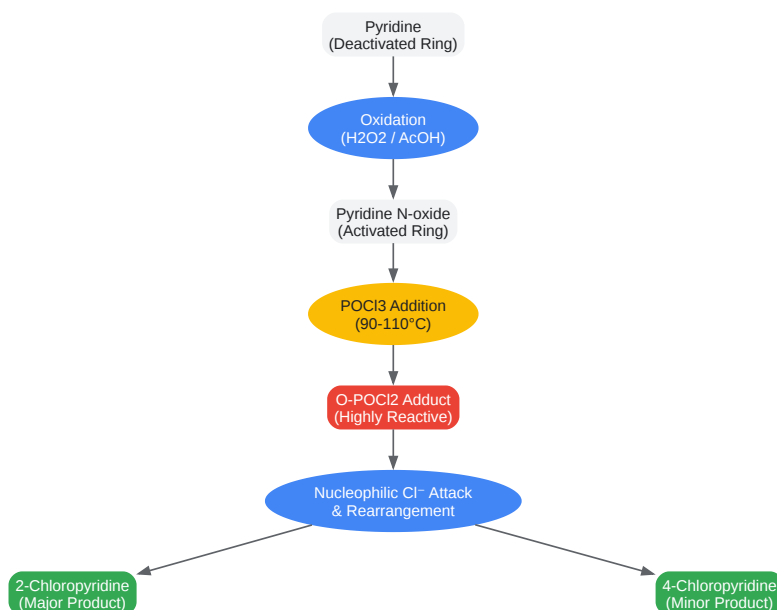 Pyridine
(Deactivated Ring)
Oxidation
(H2O2 / AcOH)
Pyridine N-oxide
(Activated Ring)
POCl3 Addition
(90-110°C)
O-POCl2 Adduct
(Highly Reactive)
Nucleophilic Cl⁻ Attack
& Rearrangement
2-Chloropyridine
(Major Product)
4-Chloropyridine
(Minor Product)